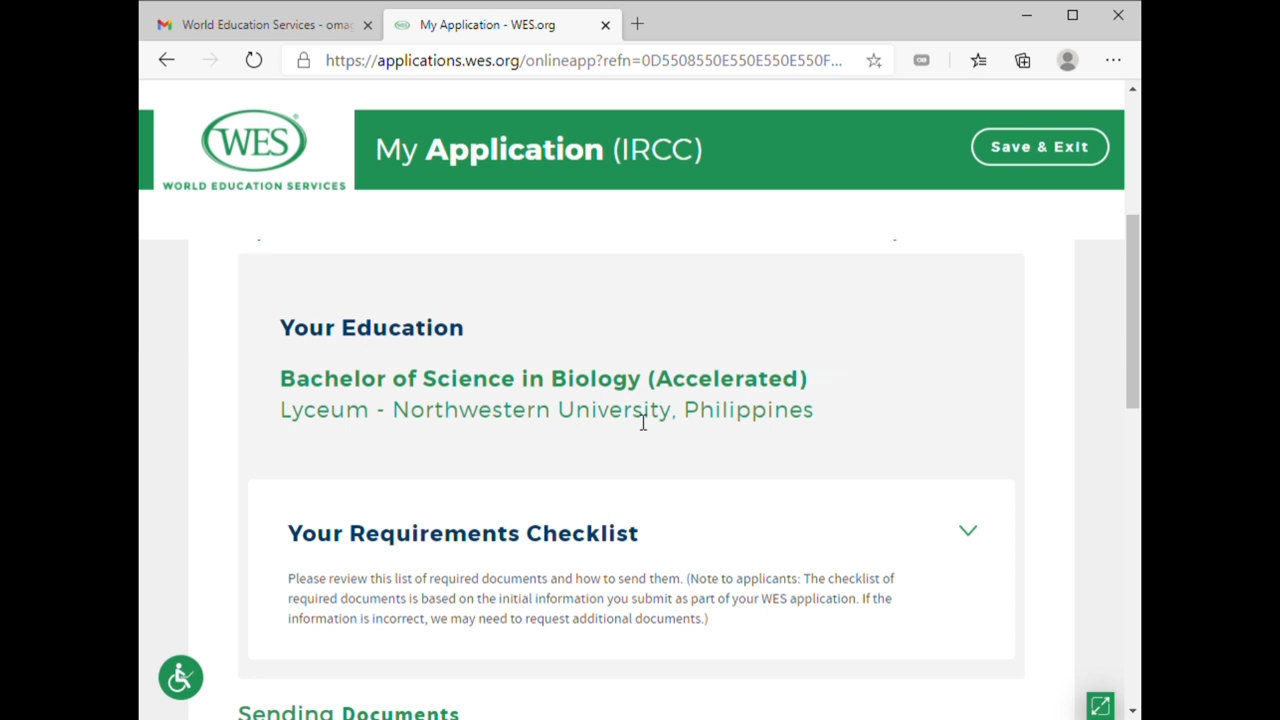 World Education Services - omag
My Application - WES.org
https://applications.wes.org/onlineapp?refn=0D5508550E550E550E550F...
WES
WORLD EDUCATION SERVICES
My Application (IRCC)
Save & Exit
Your Education
Bachelor of Science in Biology (Accelerated)
Lyceum - Northwestern University, Philippines
Your Requirements Checklist
Please review this list of required documents and how to send them. (Note to applicants: The checklist of
required documents is based on the initial information you submit as part of your WES application. If the
information is incorrect, we may need to request additional documents.)
Sending Documents